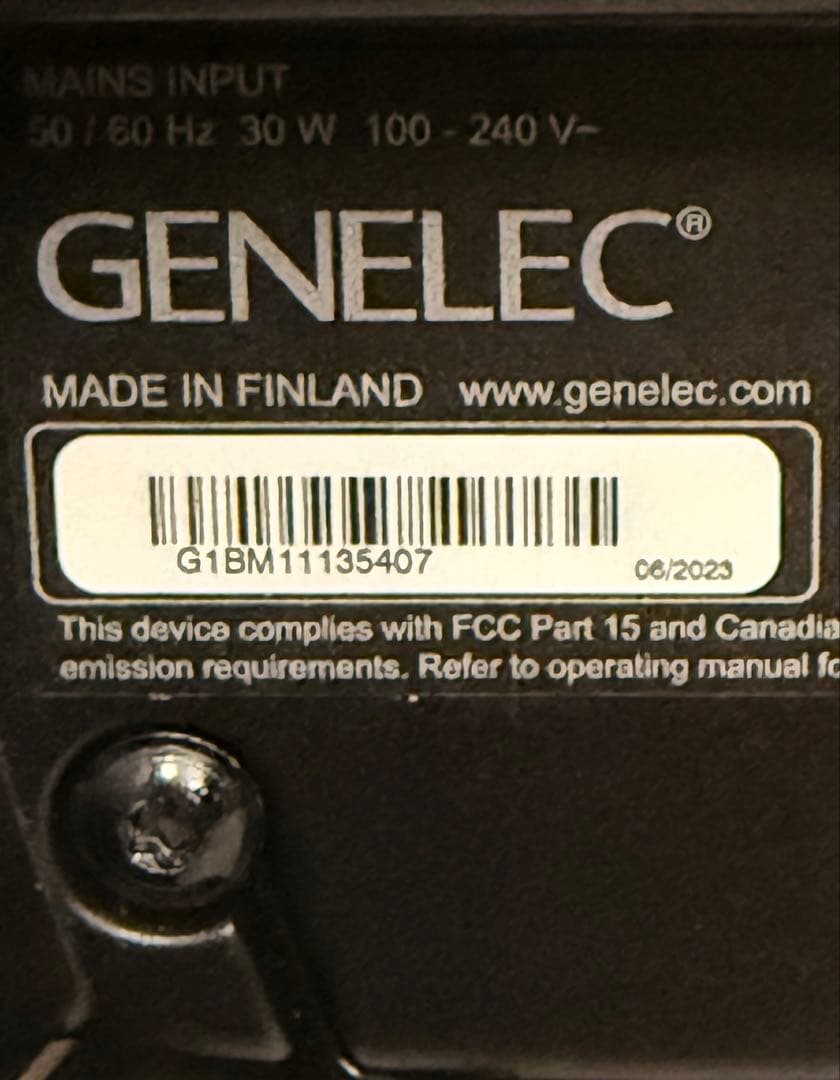 MAINS INPUT
50 / 60 Hz 30 W 100 - 240 V~
GENELEC®
MADE IN FINLAND www.genelec.com
G1BM11135407
06/2023
This device complies with FCC Part 15 and Canadia
emission requirements. Refer to operating manual fo